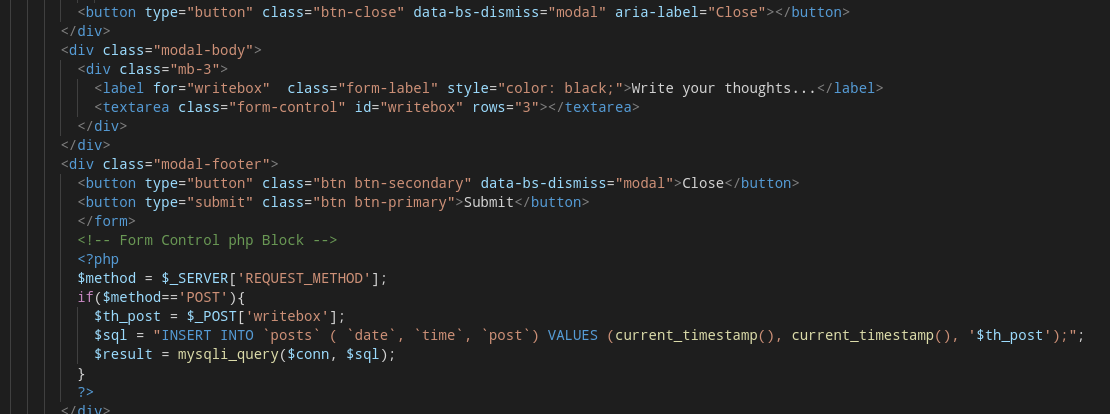 <button type="button" class="btn-close" data-bs-dismiss="modal" aria-label="Close"></button>
</div>
<div class="modal-body">
<div class="mb-3">
<label for="writebox"  class="form-label" style="color: black;">Write your thoughts...</label>
<textarea class="form-control" id="writebox" rows="3"></textarea>
</div>
</div>
<div class="modal-footer">
<button type="button" class="btn btn-secondary" data-bs-dismiss="modal">Close</button>
<button type="submit" class="btn btn-primary">Submit</button>
</form>
<!-- Form Control php Block -->
<?php
$method = $_SERVER['REQUEST_METHOD'];
if($method=='POST'){
$th_post = $_POST['writebox'];
$sql = "INSERT INTO `posts` ( `date`, `time`, `post`) VALUES (current_timestamp(), current_timestamp(), '$th_post');";
$result = mysqli_query($conn, $sql);
}
?>
</div>